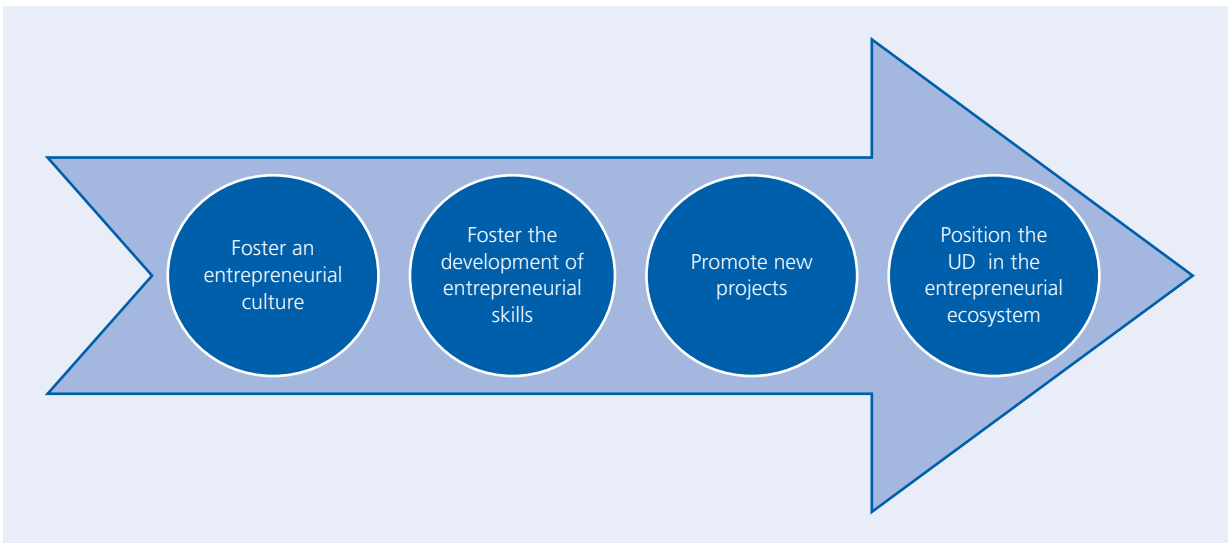 Foster an
entrepreneurial
culture
Foster the
development of
entrepreneurial
skills
Promote new
projects
Position the
UD  in the
entrepreneurial
ecosystem